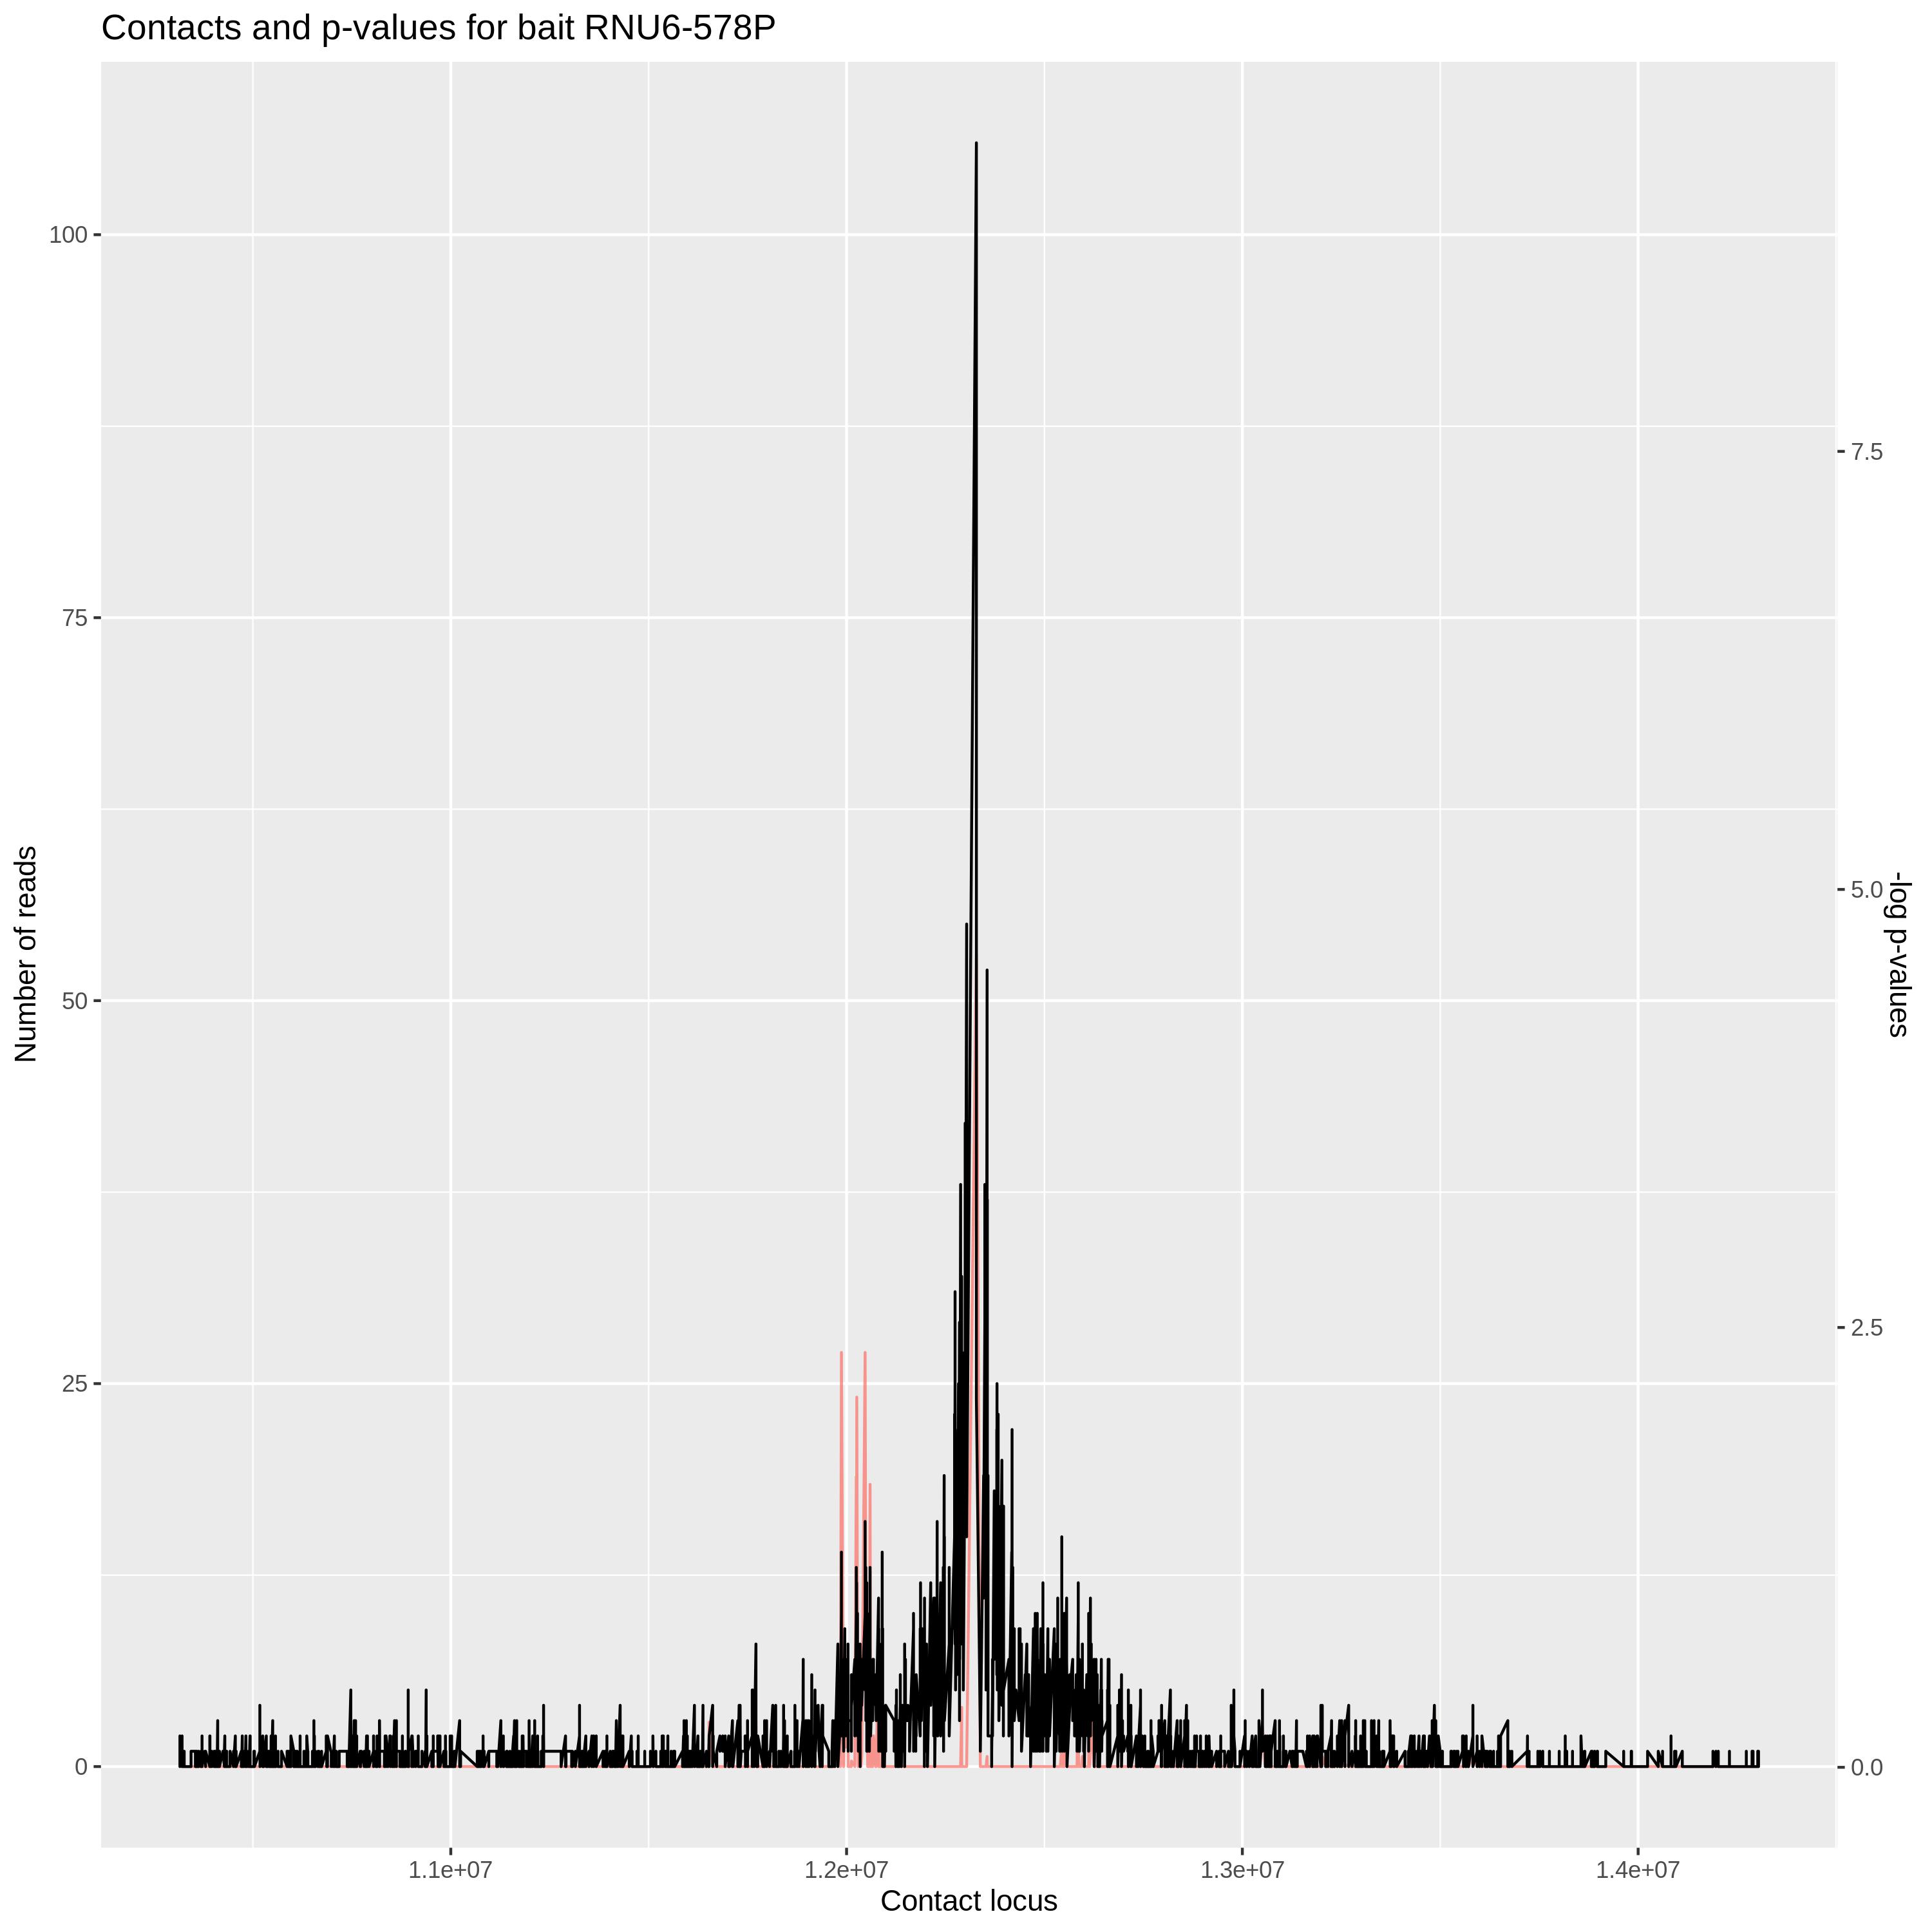 Contacts and p-values for bait RNU6-578P
Number of reads
100
75
50
25
0
7.5
5.0
2.5
0.0
-log p-values
1.1e+07 1.2e+07 1.3e+07 1.4e+07
Contact locus